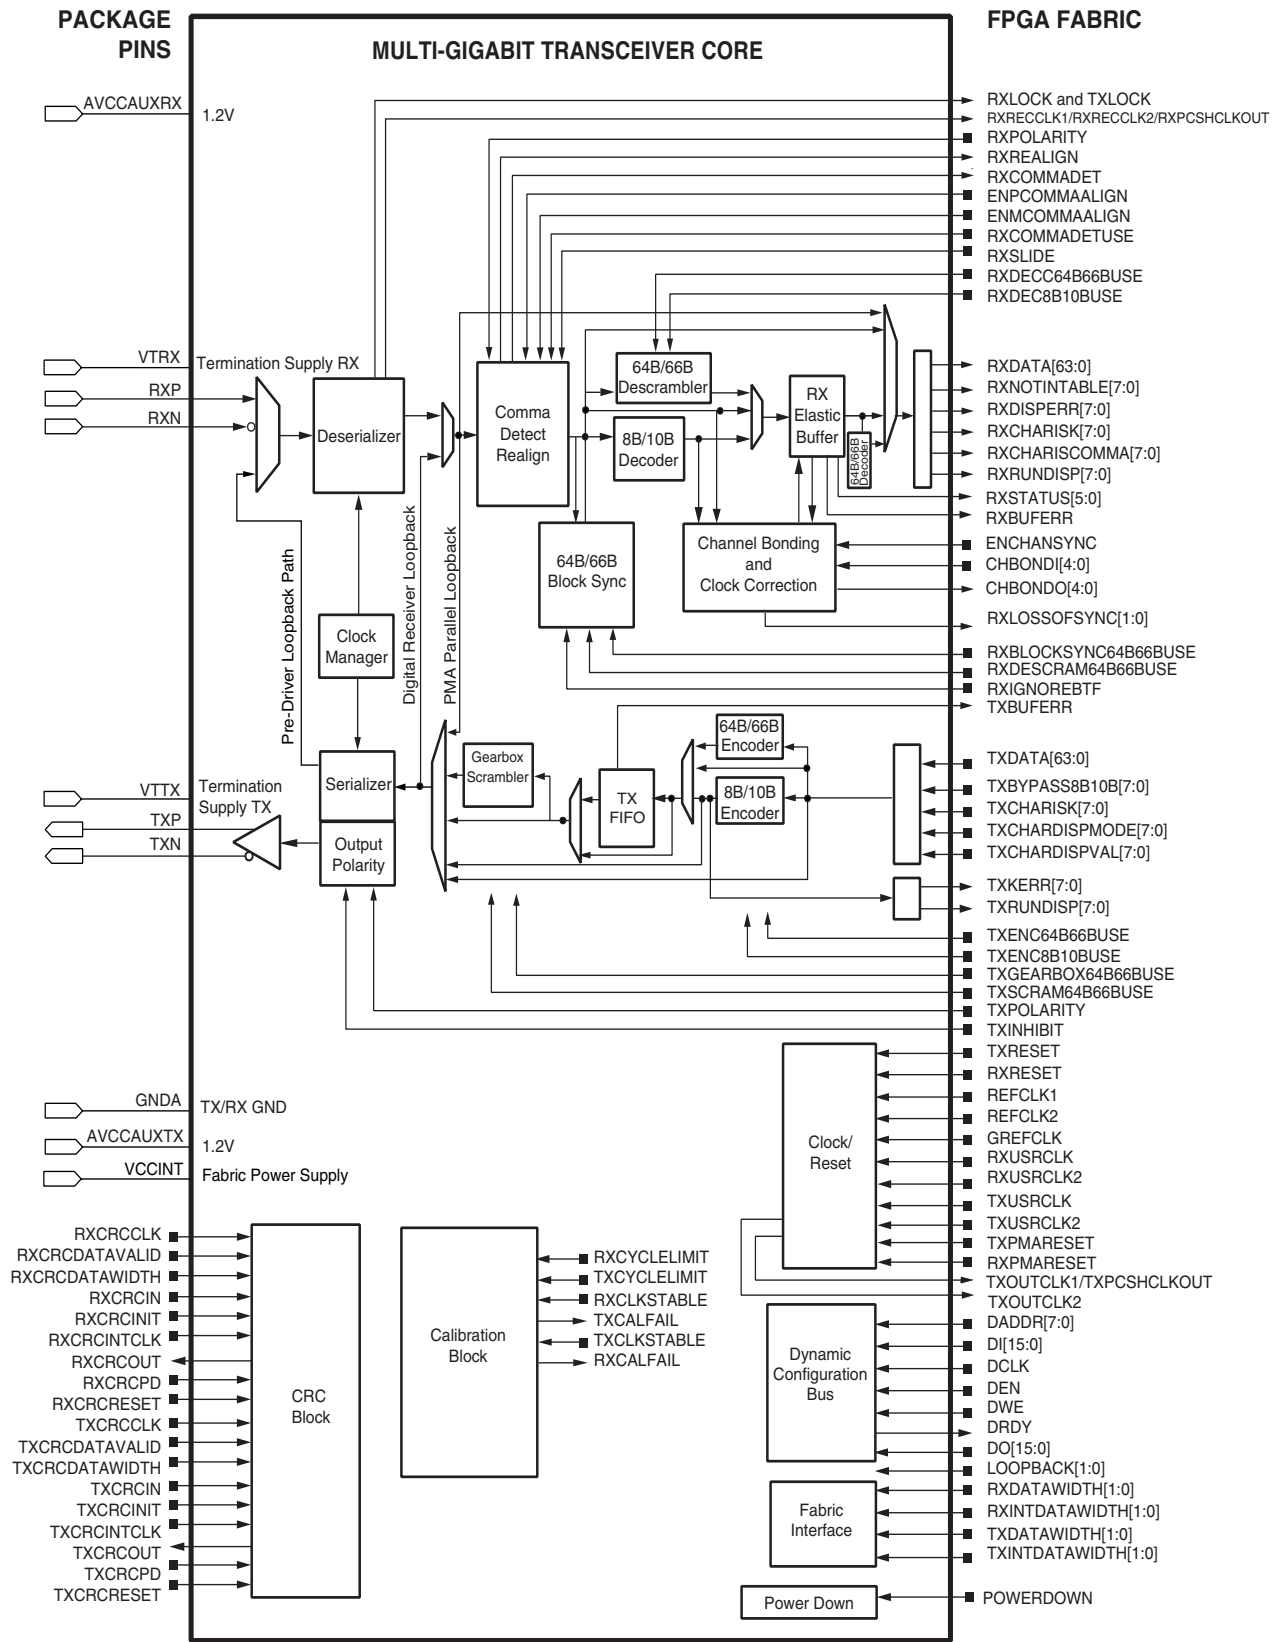 PACKAGE
PINS
FPGA FABRIC
MULTI-GIGABIT TRANSCEIVER CORE
AVCCAUXRX
1.2V
VTRX
Termination Supply RX
RXP
RXN
Deserializer
Comma
Detect
Realign
64B/66B
Descrambler
8B/10B
Decoder
RX
Elastic
Buffer
64B/66B
Decoder
64B/66B
Block Sync
Channel Bonding
and
Clock Correction
Clock
Manager
Pre-Driver Loopback Path
Digital Receiver Loopback
PMA Parallel Loopback
RXLOCK and TXLOCK
RXRECCLK1/RXRECCLK2/RXPCSHCLKOUT
RXPOLARITY
RXREALIGN
RXCOMMADET
ENPCOMMAALIGN
ENMCOMMAALIGN
RXCOMMADETUSE
RXSLIDE
RXDECC64B66BUSE
RXDEC8B10BUSE
RXDATA[63:0]
RXNOTINTABLE[7:0]
RXDISPERR[7:0]
RXCHARISK[7:0]
RXCHARISCOMMA[7:0]
RXRUNDISP[7:0]
RXSTATUS[5:0]
RXBUFERR
ENCHANSYNC
CHBONDI[4:0]
CHBONDO[4:0]
RXLOSSOFSYNC[1:0]
RXBLOCKSYNC64B66BUSE
RXDESCRAM64B66BUSE
RXIGNOREBTF
TXBUFERR
VTTX
Termination
Supply TX
TXP
TXN
Serializer
Output
Polarity
Gearbox
Scrambler
TX
FIFO
64B/66B
Encoder
8B/10B
Encoder
TXDATA[63:0]
TXBYPASS8B10B[7:0]
TXCHARISK[7:0]
TXCHARDISPMODE[7:0]
TXCHARDISPVAL[7:0]
TXKERR[7:0]
TXRUNDISP[7:0]
TXENC64B66BUSE
TXENC8B10BUSE
TXGEARBOX64B66BUSE
TXSCRAM64B66BUSE
TXPOLARITY
TXINHIBIT
GNDA
TX/RX GND
AVCCAUXTX
1.2V
VCCINT
Fabric Power Supply
Clock/
Reset
TXRESET
RXRESET
REFCLK1
REFCLK2
GREFCLK
RXUSRCLK
RXUSRCLK2
TXUSRCLK
TXUSRCLK2
TXPMARESET
RXPMARESET
TXOUTCLK1/TXPCSHCLKOUT
TXOUTCLK2
RXCRCCLK
RXCRCDATAVALID
RXCRCDATAWIDTH
RXCRCIN
RXCRCINIT
RXCRCINTCLK
RXCRCOUT
RXCRCPD
RXCRCRESET
TXCRCCLK
TXCRCDATAVALID
TXCRCDATAWIDTH
TXCRCIN
TXCRCINIT
TXCRCINTCLK
TXCRCOUT
TXCRCPD
TXCRCRESET
CRC
Block
Calibration
Block
RXCYCLELIMIT
TXCYCLELIMIT
RXCLKSTABLE
TXCALFAIL
TXCLKSTABLE
RXCALFAIL
Dynamic
Configuration
Bus
DADDR[7:0]
DI[15:0]
DCLK
DEN
DWE
DRDY
DO[15:0]
LOOPBACK[1:0]
Fabric
Interface
RXDATAWIDTH[1:0]
RXINTDATAWIDTH[1:0]
TXDATAWIDTH[1:0]
TXINTDATAWIDTH[1:0]
Power Down
POWERDOWN